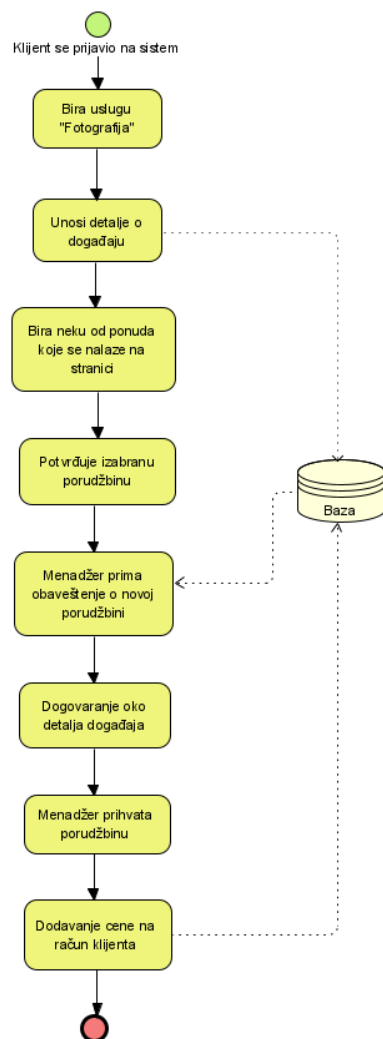 Klijent se prijavio na sistem
Bira uslugu
"Fotografija"
Unosi detalje o
događaju
Bira neku od ponuda
koje se nalaze na
stranici
Potvrđuje izabranu
porudžbinu
Baza
Menadžer prima
obaveštenje o novoj
porudžbini
Dogovaranje oko
detalja događaja
Menadžer prihvata
porudžbinu
Dodavanje cene na
račun klijenta